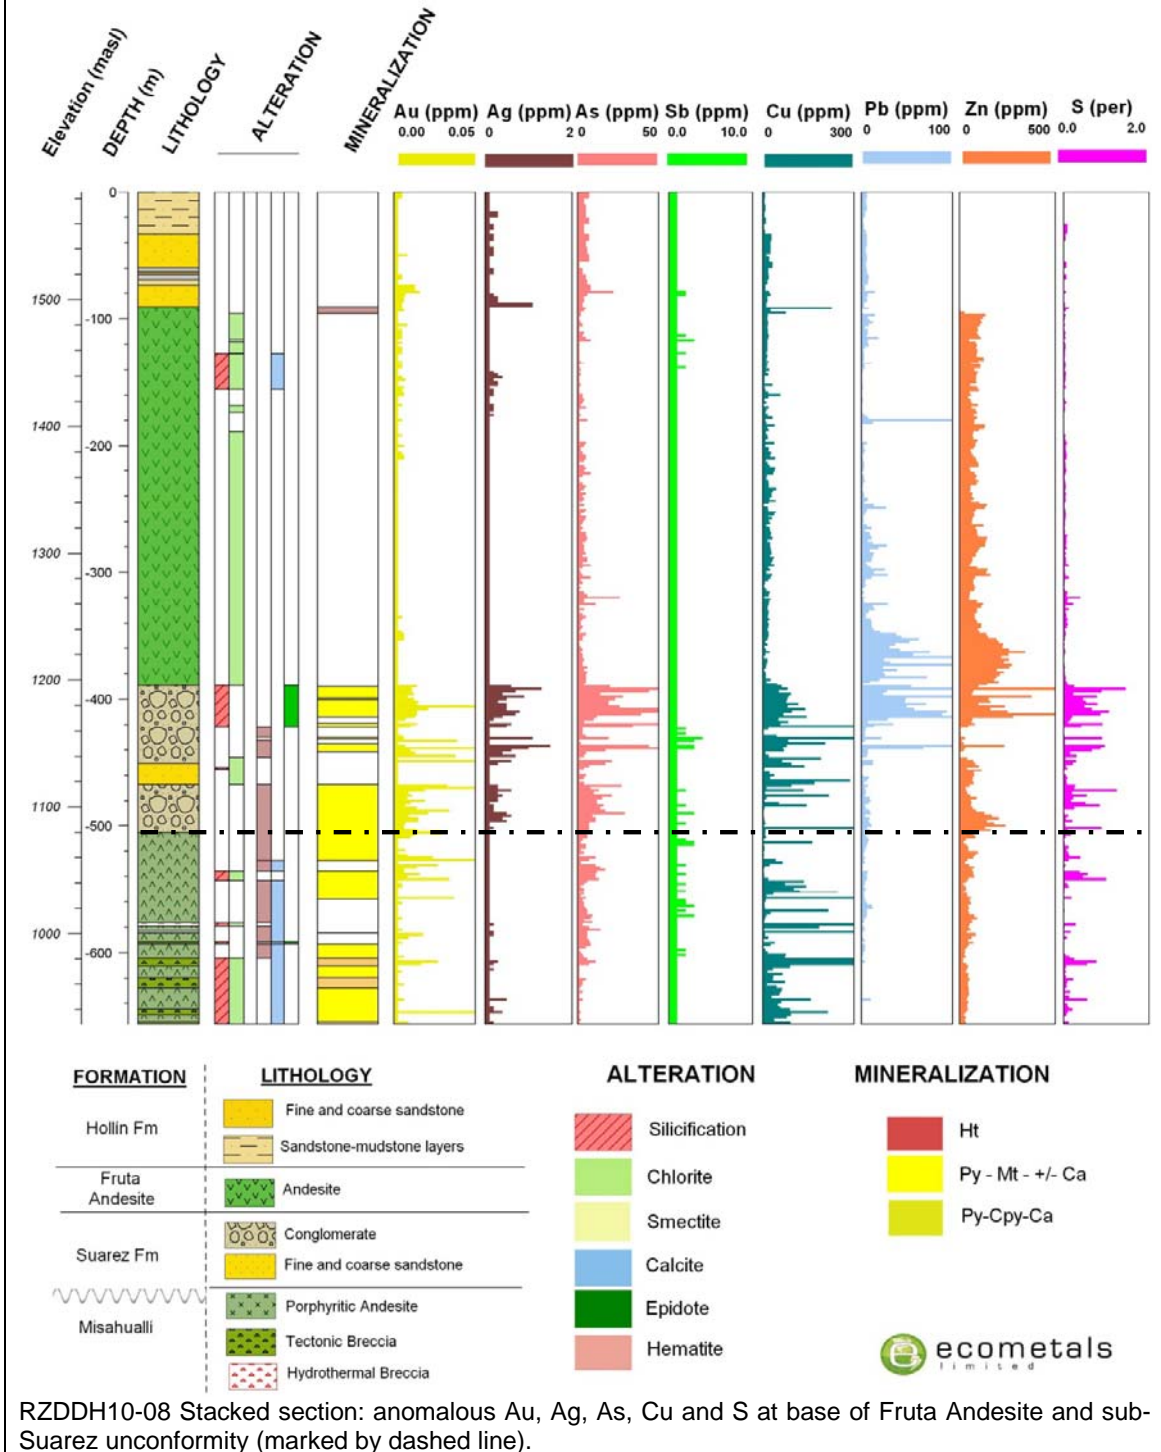 Elevation (masl)
DEPTH (m)
LITHOLOGY
ALTERATION
MINERALIZATION
Au (ppm) Ag (ppm) As (ppm) Sb (ppm) Cu (ppm) Pb (ppm) Zn (ppm) S (per)
0.00 0.05 0 2 0 50 0.0 10.0 0 300 0 100 0 500 0.0 2.0
0
1500
-100
1400
-200
1300
-300
1200
-400
1100
-500
1000
-600
FORMATION
Hollín Fm
Fruta
Andesite
Suarez Fm
Misahualli
LITHOLOGY
Fine and coarse sandstone
Sandstone-mudstone layers
Andesite
Conglomerate
Fine and coarse sandstone
Porphyritic Andesite
Tectonic Breccia
Hydrothermal Breccia
ALTERATION
Silicification
Chlorite
Smectite
Calcite
Epidote
Hematite
MINERALIZATION
Ht
Py - Mt - +/- Ca
Py-Cpy-Ca
ecometals
limited
RZDDH10-08 Stacked section: anomalous Au, Ag, As, Cu and S at base of Fruta Andesite and sub-
Suarez unconformity (marked by dashed line).